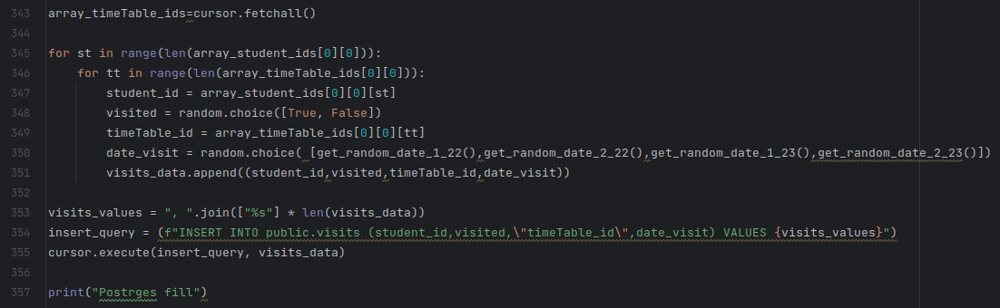 343 array_timeTable_ids=cursor.fetchall()
344
345 for st in range(len(array_student_ids[0][0])):
346     for tt in range(len(array_timeTable_ids[0][0])):
347         student_id = array_student_ids[0][0][st]
348         visited = random.choice([True, False])
349         timeTable_id = array_timeTable_ids[0][0][tt]
350         date_visit = random.choice( [get_random_date_1_22(),get_random_date_2_22(),get_random_date_1_23(),get_random_date_2_23()])
351         visits_data.append((student_id,visited,timeTable_id,date_visit))
352
353 visits_values = ", ".join(["%s"] * len(visits_data))
354 insert_query = (f"INSERT INTO public.visits (student_id,visited,\"timeTable_id\",date_visit) VALUES {visits_values}")
355 cursor.execute(insert_query, visits_data)
356
357 print("Postrges fill")